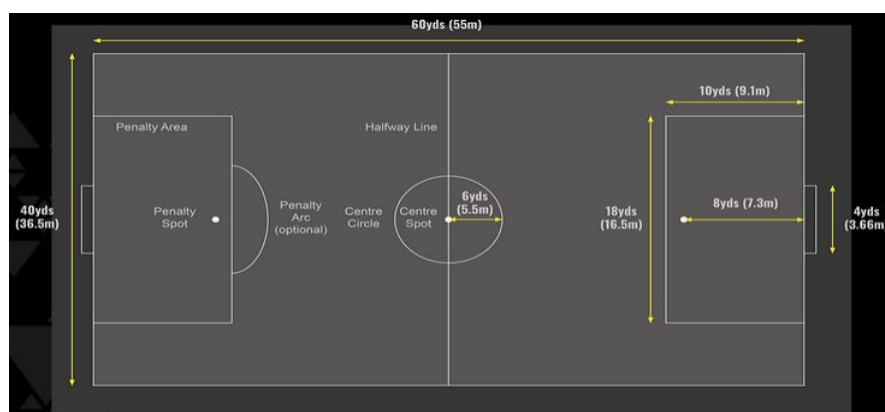 60yds (55m)
10yds (9.1m)
Penalty Area
Halfway Line
40yds
(36.5m)
Penalty
Spot
Penalty
Arc
(optional)
Centre
Circle
Centre
Spot
6yds
(5.5m)
18yds
(16.5m)
8yds (7.3m)
4yds
(3.66m